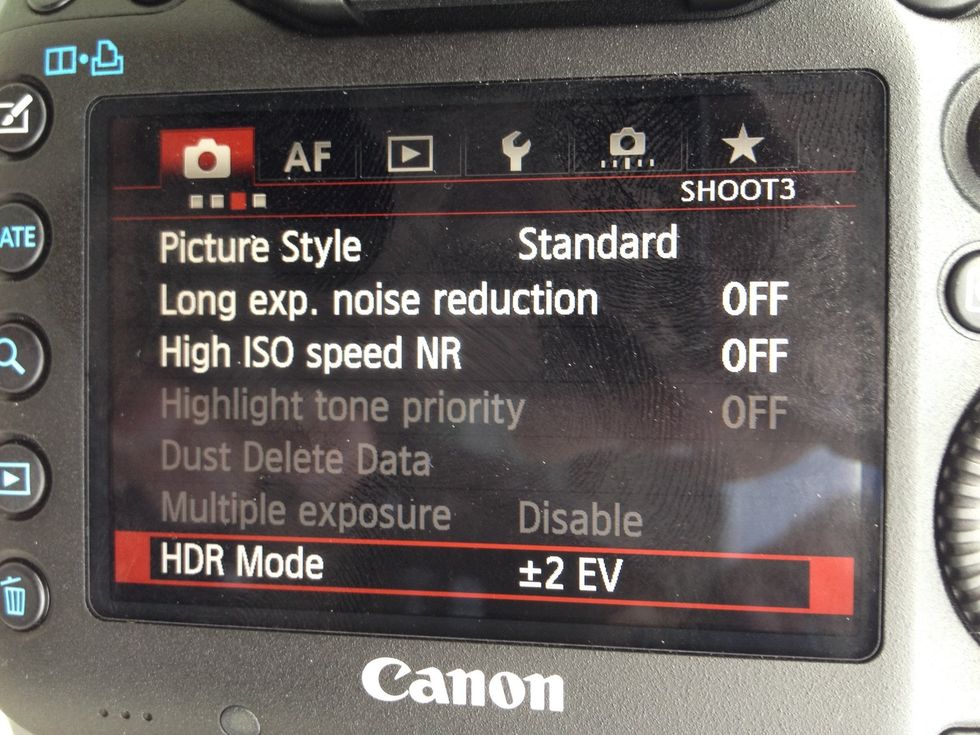 AF
SHOOT3
ATE
Picture Style Standard
Long exp. noise reduction OFF
High ISO speed NR OFF
Highlight tone priority OFF
Dust Delete Data
Multiple exposure Disable
HDR Mode ±2 EV
Canon